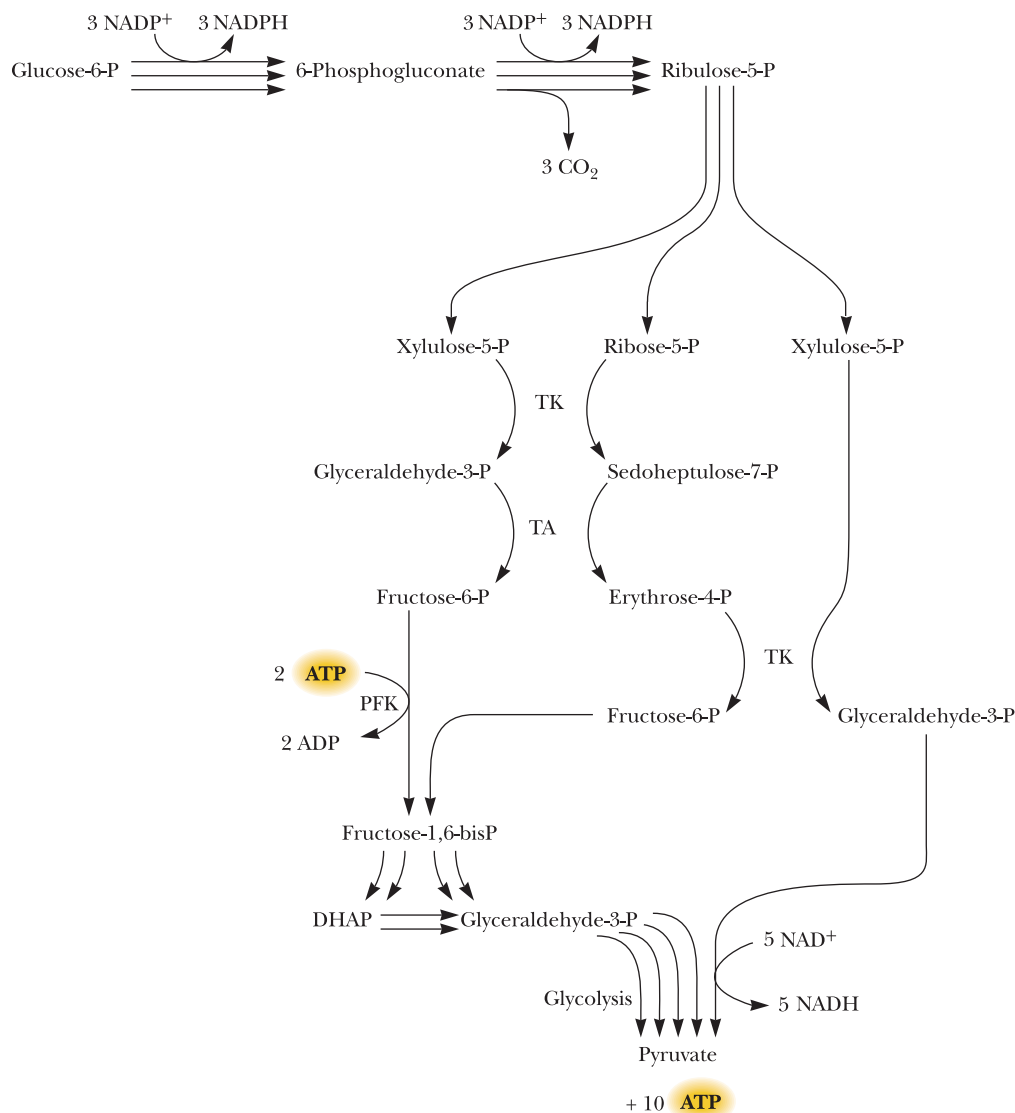 3 NADP⁺ 3 NADPH 3 NADP⁺ 3 NADPH
Glucose-6-P 6-Phosphogluconate Ribulose-5-P
3 CO₂
Xylulose-5-P Ribose-5-P Xylulose-5-P
TK
Glyceraldehyde-3-P Sedoheptulose-7-P
TA
Fructose-6-P Erythrose-4-P
2 ATP TK
PFK
Fructose-6-P Glyceraldehyde-3-P
2 ADP
Fructose-1,6-bisP
DHAP Glyceraldehyde-3-P
5 NAD⁺
Glycolysis 5 NADH
Pyruvate
+ 10 ATP